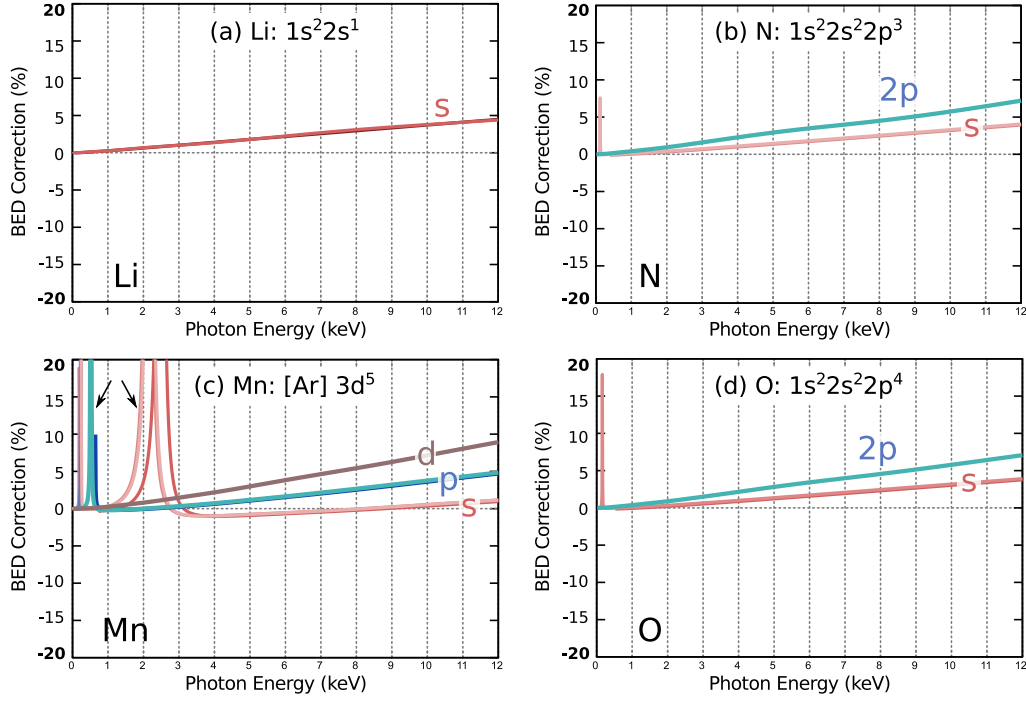 (a) Li: 1s²2s¹
BED Correction (%)
20
15
10
5
0
-5
-10
-15
-20
s
Li
0 1 2 3 4 5 6 7 8 9 10 11 12
Photon Energy (keV)
(b) N: 1s²2s²2p³
BED Correction (%)
20
15
10
5
0
-5
-10
-15
-20
2p
s
N
0 1 2 3 4 5 6 7 8 9 10 11 12
Photon Energy (keV)
(c) Mn: [Ar] 3d⁵
BED Correction (%)
20
15
10
5
0
-5
-10
-15
-20
d
p
s
Mn
0 1 2 3 4 5 6 7 8 9 10 11 12
Photon Energy (keV)
(d) O: 1s²2s²2p⁴
BED Correction (%)
20
15
10
5
0
-5
-10
-15
-20
2p
s
O
0 1 2 3 4 5 6 7 8 9 10 11 12
Photon Energy (keV)